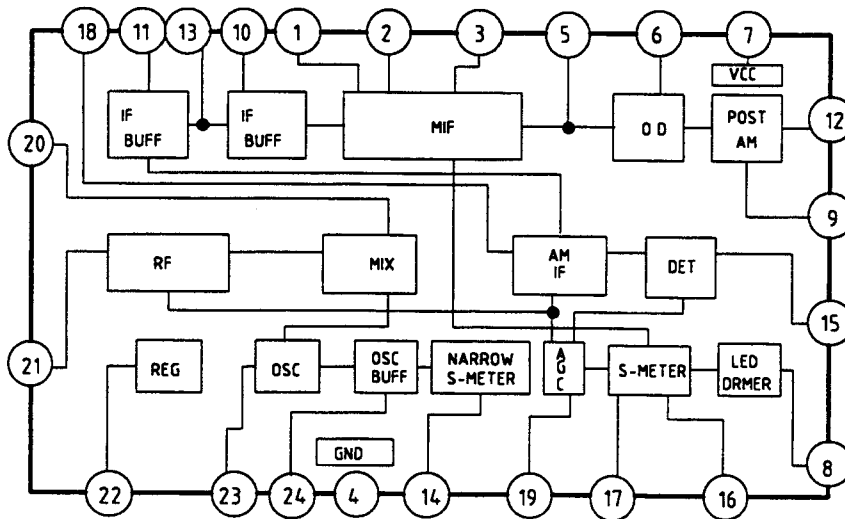 18 11 13 10 1 2 3 5 6 7
VCC
IF
BUFF
IF
BUFF
MIF
O D
POST
AM
12
20
9
RF
MIX
AM
IF
DET
15
21
REG
OSC
OSC
BUFF
NARROW
S-METER
A
G
C
S-METER
LED
DRMER
GND
8
22 23 24 4 14 19 17 16